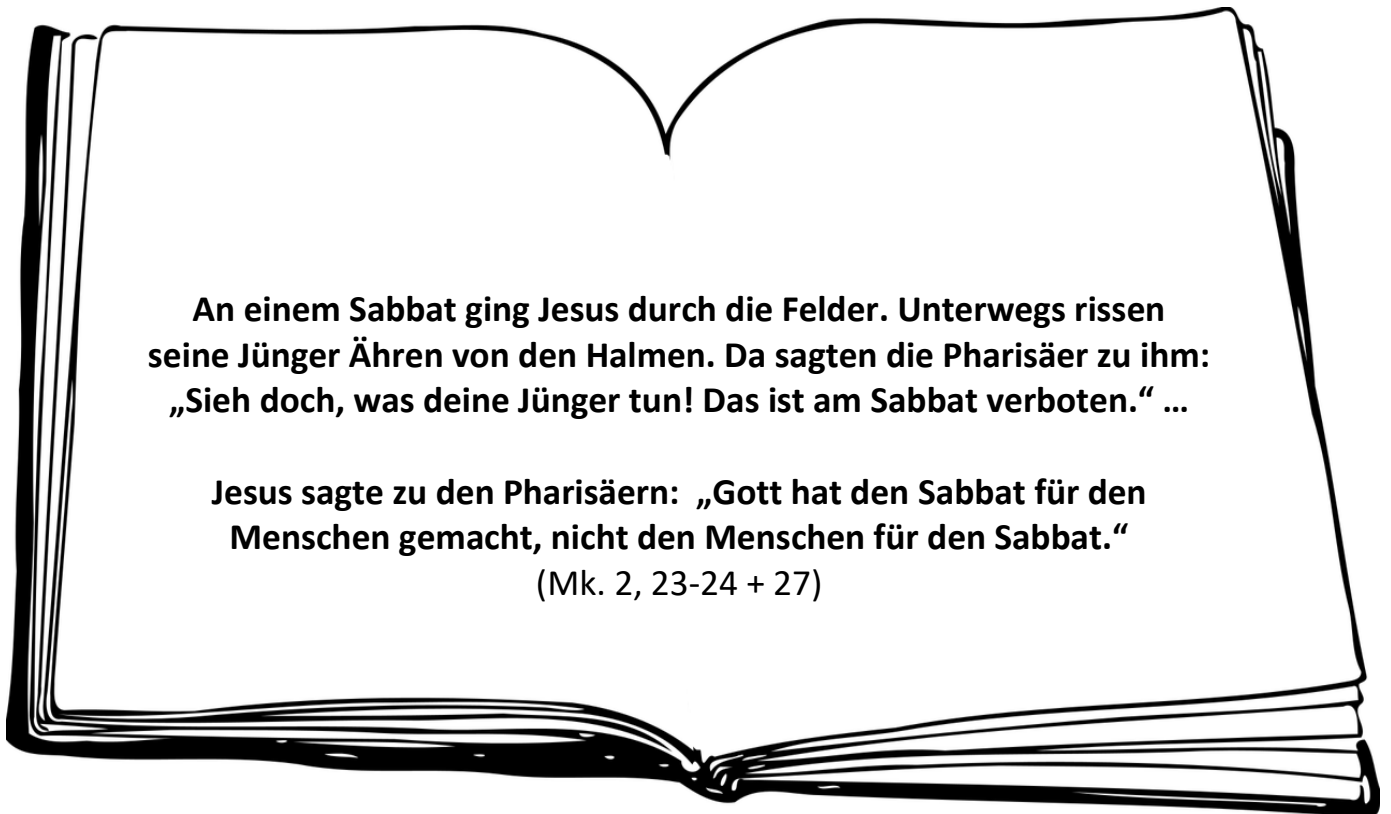 An einem Sabbat ging Jesus durch die Felder. Unterwegs rissen
seine Jünger Ähren von den Halmen. Da sagten die Pharisäer zu ihm:
„Sieh doch, was deine Jünger tun! Das ist am Sabbat verboten.“ …
Jesus sagte zu den Pharisäern: „Gott hat den Sabbat für den
Menschen gemacht, nicht den Menschen für den Sabbat.“
(Mk. 2, 23-24 + 27)